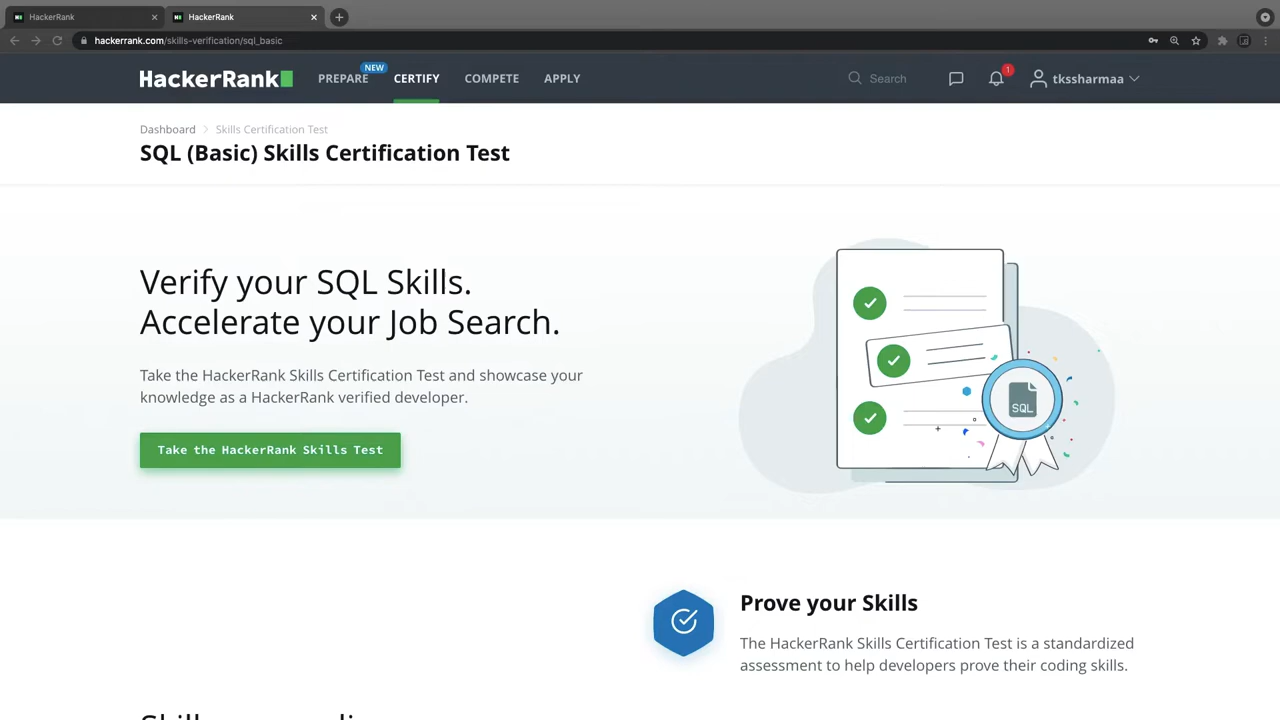 HackerRank
HackerRank
hackerrank.com/skills-verification/sql_basic
HackerRank
PREPARE
NEW
CERTIFY
COMPETE
APPLY
Search
1
tkssharmaa
Dashboard
Skills Certification Test
SQL (Basic) Skills Certification Test
Verify your SQL Skills.
Accelerate your Job Search.
Take the HackerRank Skills Certification Test and showcase your
knowledge as a HackerRank verified developer.
Take the HackerRank Skills Test
SQL
Prove your Skills
The HackerRank Skills Certification Test is a standardized
assessment to help developers prove their coding skills.